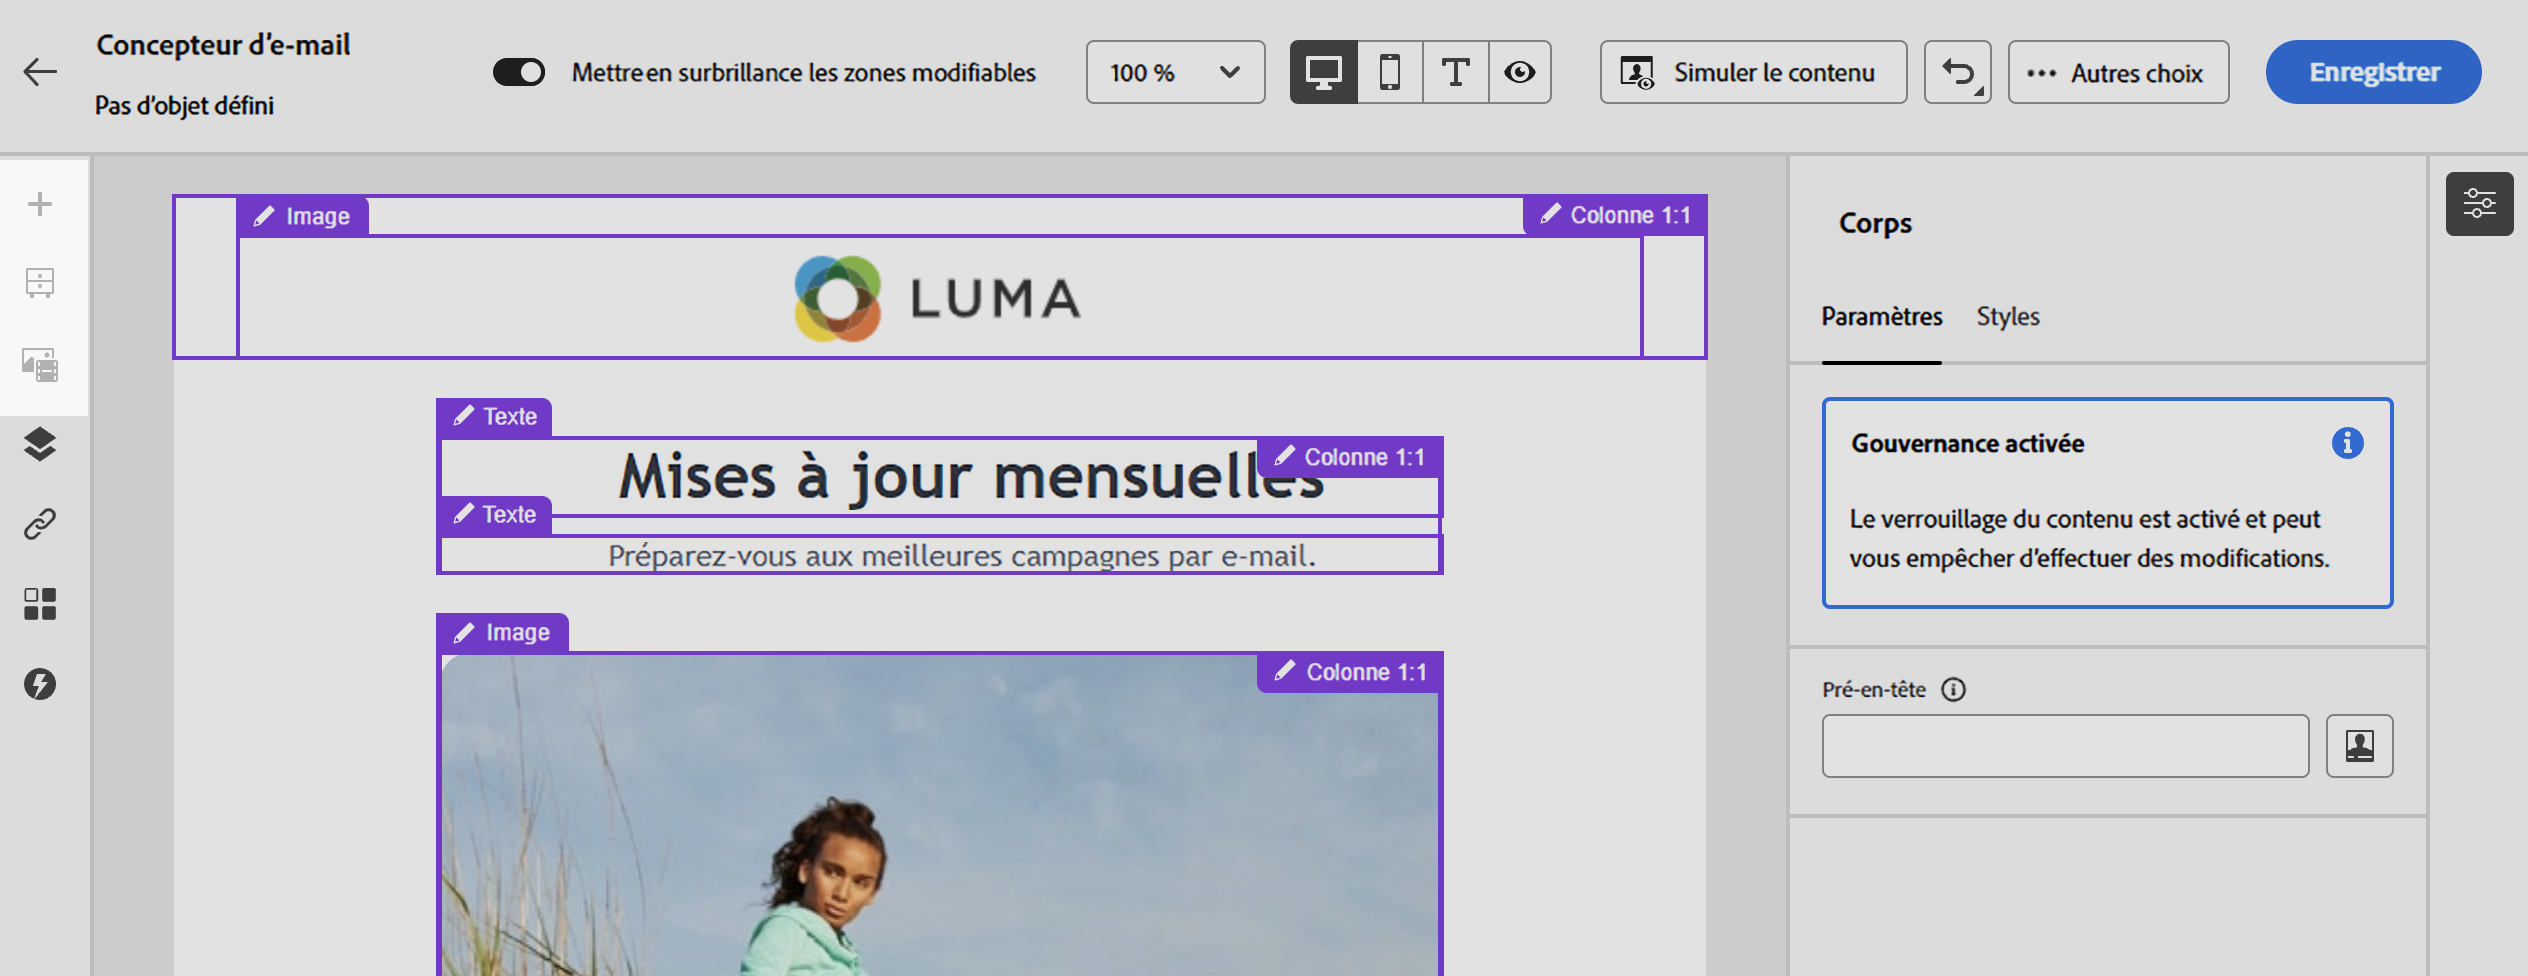 Concepteur d'e-mail
Pas d'objet défini
Mettre en surbrillance les zones modifiables
100 %
Simuler le contenu
Autres choix
Enregistrer
Image
Colonne 1:1
LUMA
Texte
Mises à jour mensuelles
Colonne 1:1
Texte
Préparez-vous aux meilleures campagnes par e-mail.
Image
Colonne 1:1
Corps
Paramètres
Styles
Gouvernance activée
Le verrouillage du contenu est activé et peut
vous empêcher d'effectuer des modifications.
Pré-en-tête